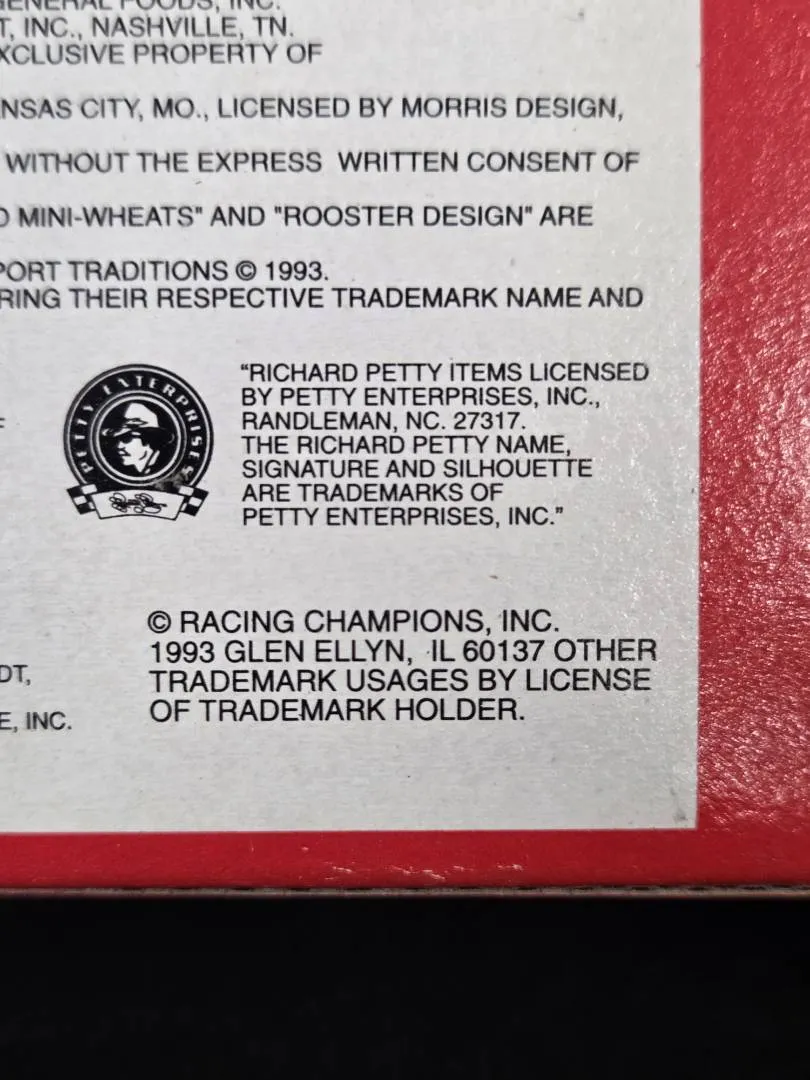 GENERAL FOODS, INC.
T, INC., NASHVILLE, TN.
XCLUSIVE PROPERTY OF
NSAS CITY, MO., LICENSED BY MORRIS DESIGN,
WITHOUT THE EXPRESS WRITTEN CONSENT OF
D MINI-WHEATS" AND "ROOSTER DESIGN" ARE
PORT TRADITIONS © 1993.
RING THEIR RESPECTIVE TRADEMARK NAME AND
PETTY ENTERPRISES
"RICHARD PETTY ITEMS LICENSED
BY PETTY ENTERPRISES, INC.,
RANDLEMAN, NC. 27317.
THE RICHARD PETTY NAME,
SIGNATURE AND SILHOUETTE
ARE TRADEMARKS OF
PETTY ENTERPRISES, INC."
DT,
E, INC.
© RACING CHAMPIONS, INC.
1993 GLEN ELLYN, IL 60137 OTHER
TRADEMARK USAGES BY LICENSE
OF TRADEMARK HOLDER.